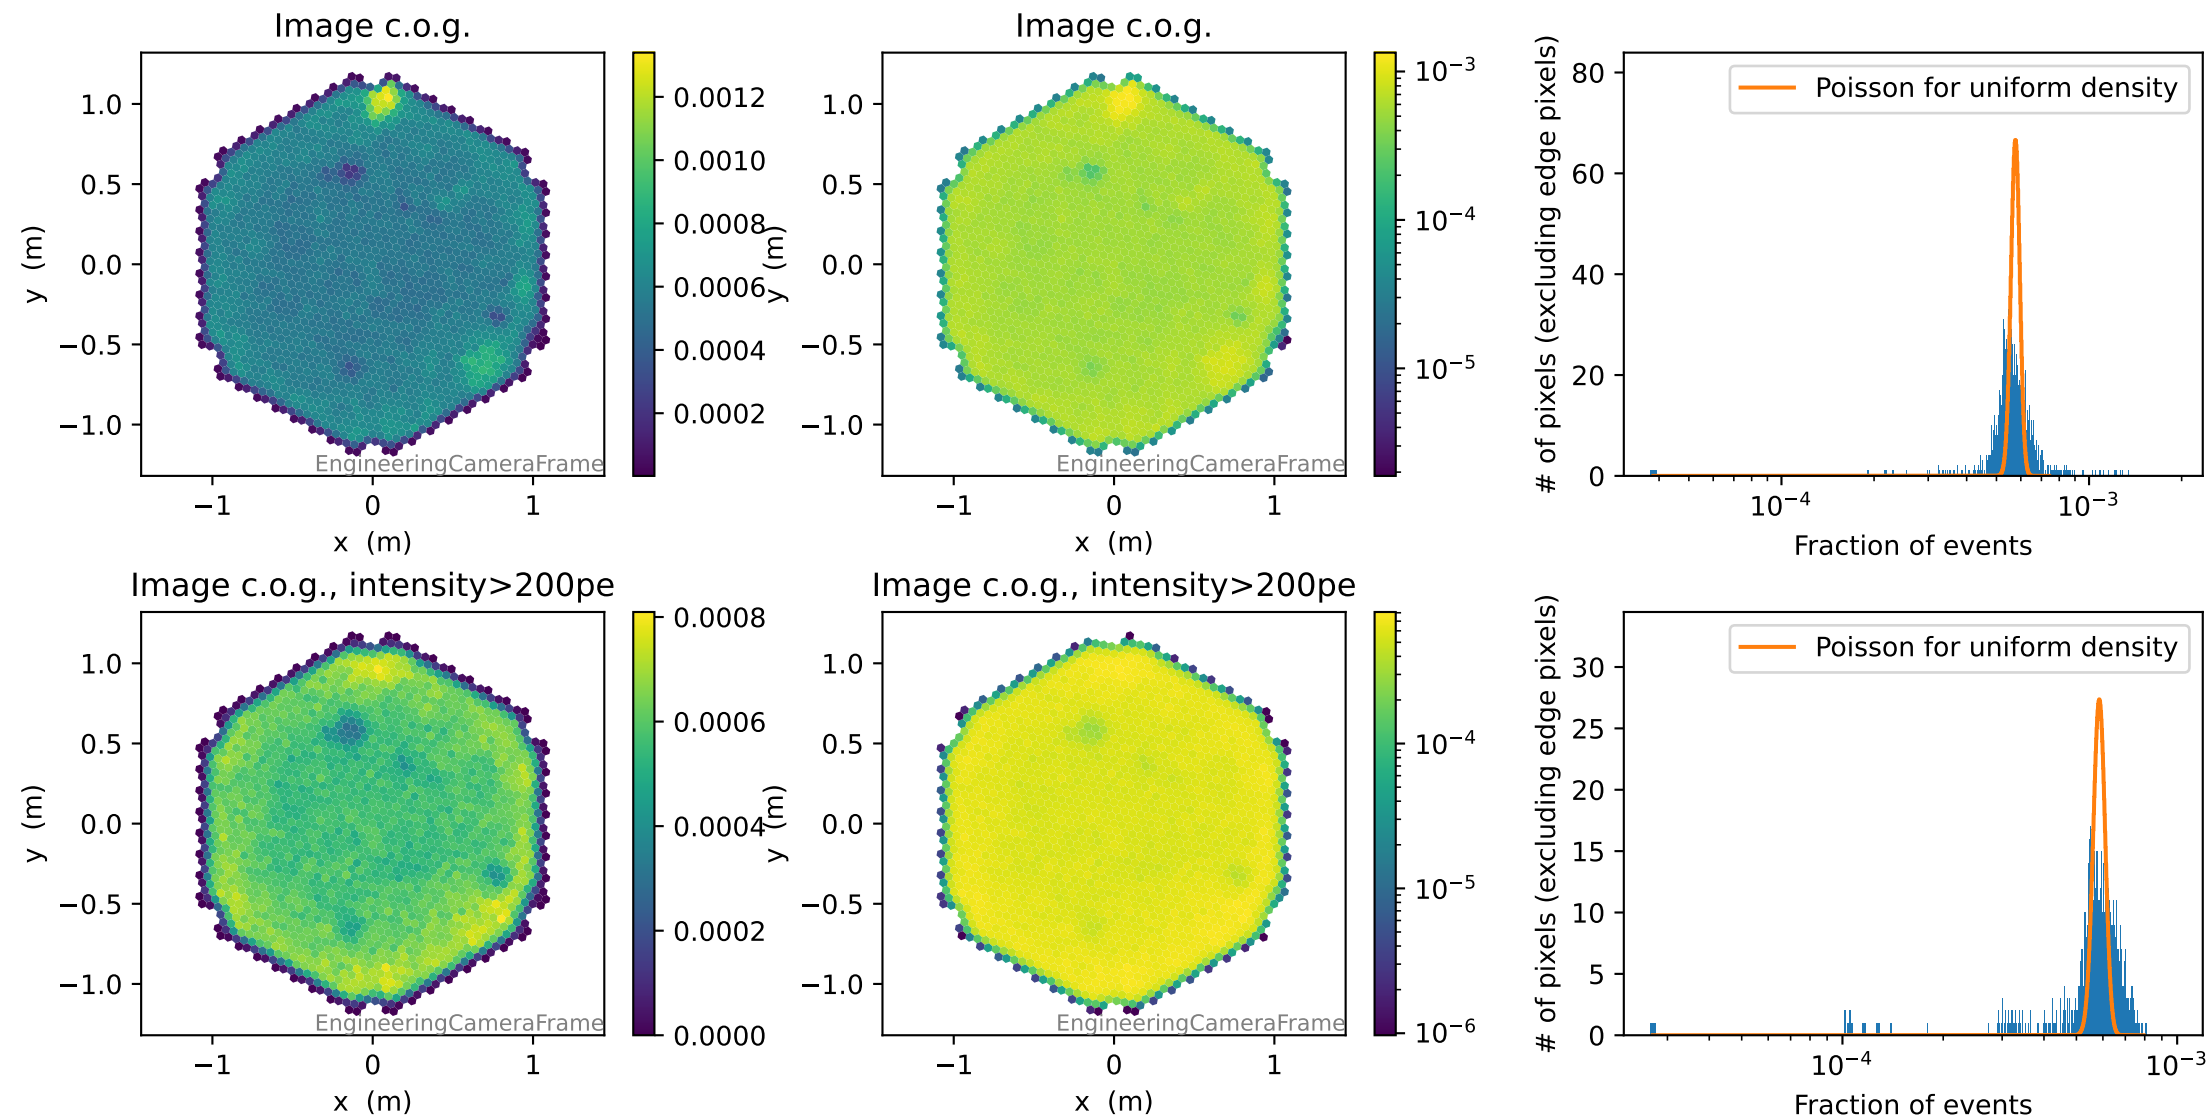 Image c.o.g.
y (m)
1.0
0.5
0.0
−0.5
−1.0
−1
0
1
x (m)
EngineeringCameraFrame
0.0012
0.0010
0.0008
0.0006
0.0004
0.0002
Image c.o.g.
y (m)
1.0
0.5
0.0
−0.5
−1.0
−1
0
1
x (m)
EngineeringCameraFrame
10⁻³
10⁻⁴
10⁻⁵
# of pixels (excluding edge pixels)
80
60
40
20
0
Poisson for uniform density
10⁻⁴
10⁻³
Fraction of events
Image c.o.g., intensity>200pe
y (m)
1.0
0.5
0.0
−0.5
−1.0
−1
0
1
x (m)
EngineeringCameraFrame
0.0008
0.0006
0.0004
0.0002
0.0000
Image c.o.g., intensity>200pe
y (m)
1.0
0.5
0.0
−0.5
−1.0
−1
0
1
x (m)
EngineeringCameraFrame
10⁻⁴
10⁻⁵
10⁻⁶
# of pixels (excluding edge pixels)
30
25
20
15
10
5
0
Poisson for uniform density
10⁻⁴
10⁻³
Fraction of events